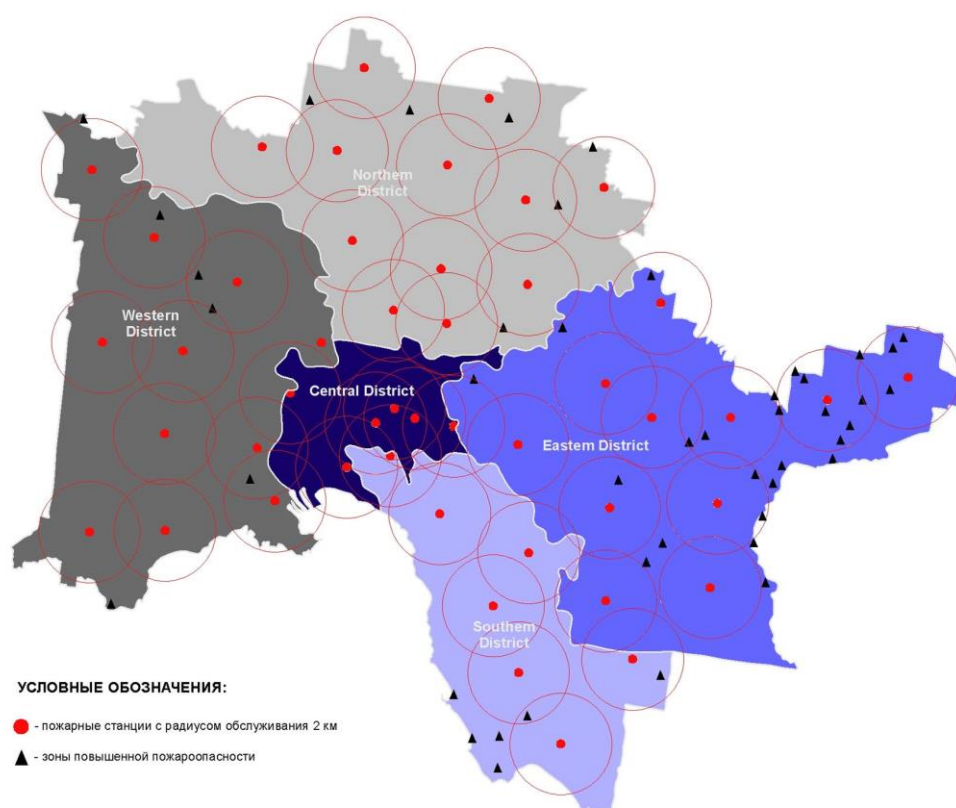 Northern
District
Western
District
Central District
Eastern District
Southern
District
УСЛОВНЫЕ ОБОЗНАЧЕНИЯ:
- пожарные станции с радиусом обслуживания 2 км
- зоны повышенной пожароопасности